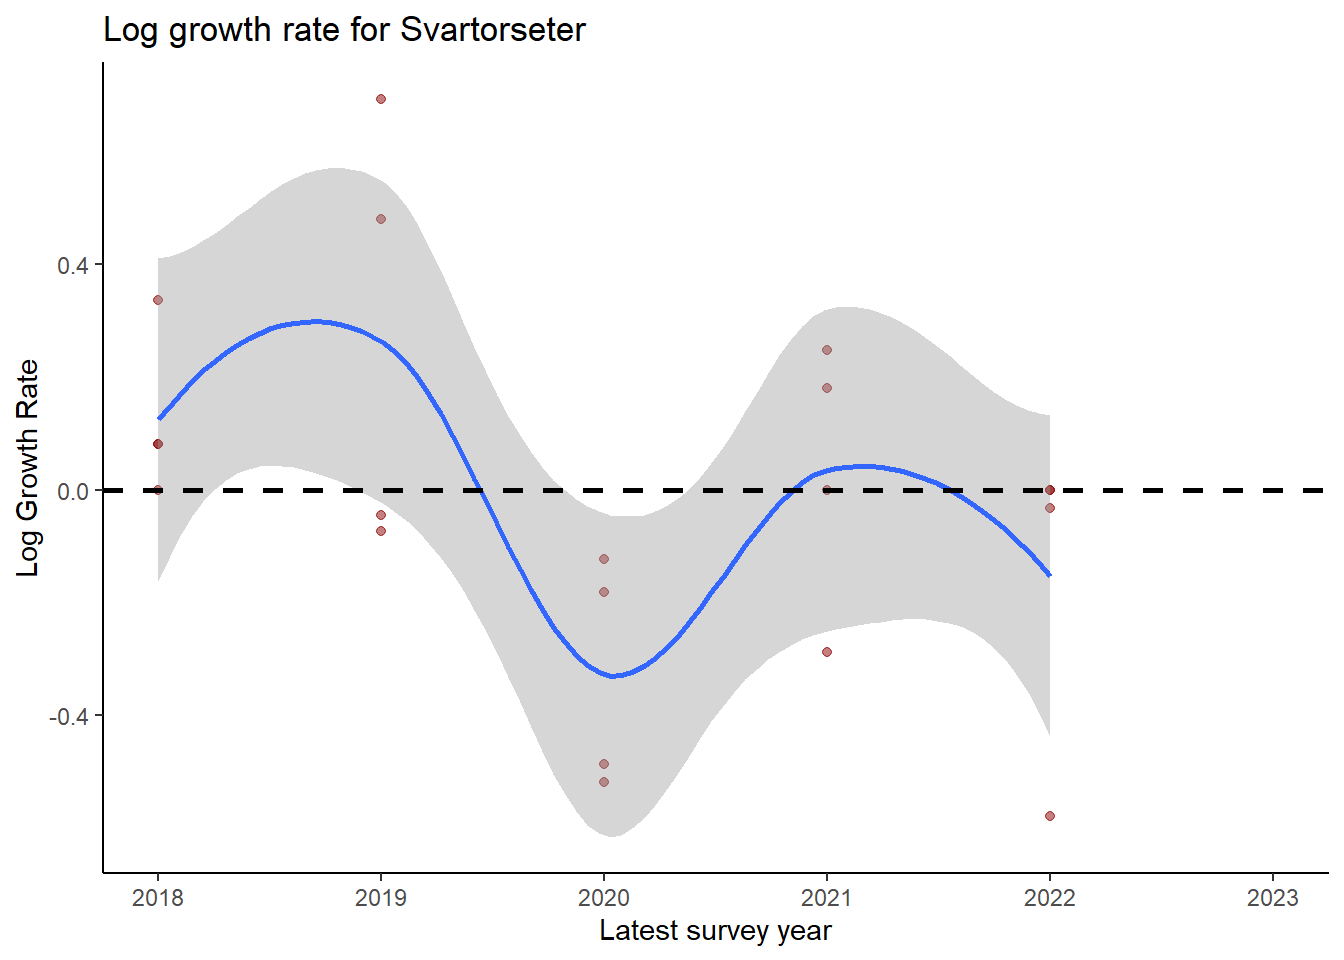 Log growth rate for Svartorseter
Log Growth Rate
0.4
0.0
-0.4
2018 2019 2020 2021 2022 2023
Latest survey year